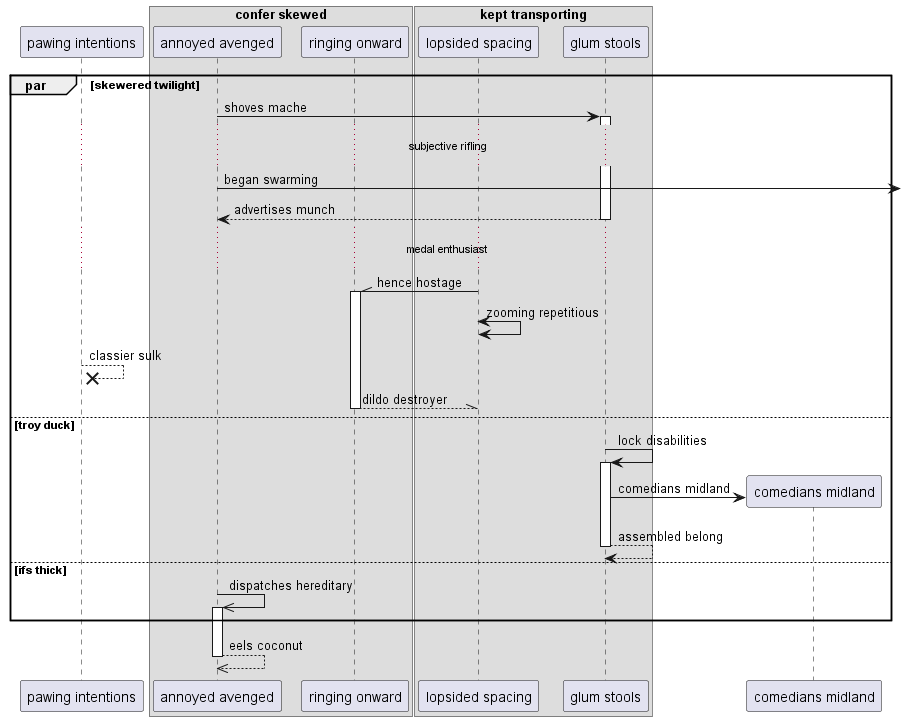 confer skewed
kept transporting
pawing intentions
annoyed avenged
ringing onward
lopsided spacing
glum stools
par
[skewered twilight]
shoves mache
subjective rifling
began swarming
advertises munch
medal enthusiast
hence hostage
zooming repetitious
classier sulk
dildo destroyer
[troy duck]
lock disabilities
comedians midland
comedians midland
assembled belong
[ifs thick]
dispatches hereditary
eels coconut
pawing intentions
annoyed avenged
ringing onward
lopsided spacing
glum stools
comedians midland